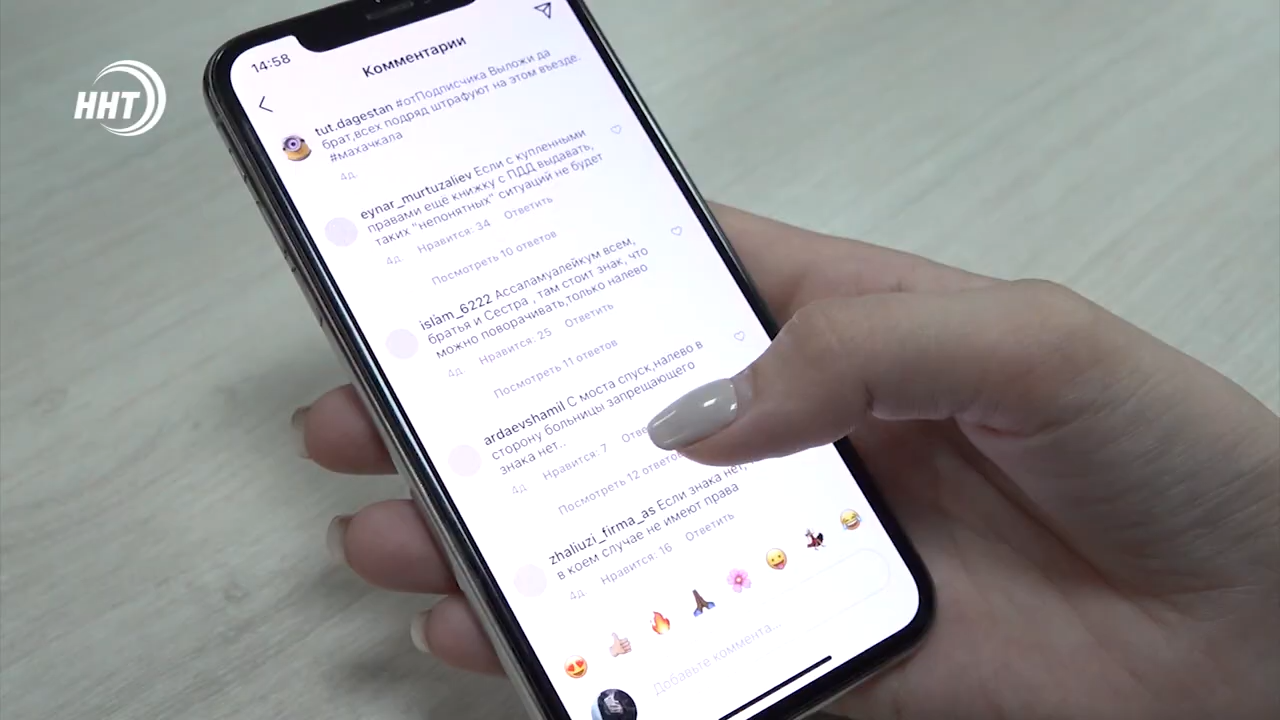 ННТ
14:58
Комментарии
tut.dagestan #отПодписчика Выложи да
брат,всех подряд штрафуют на этом въезде.
#махачкала
4д.
eynar_murtuzaliev Если с купленными
правами ещё книжку с ПДД выдавать,
таких "непонятных" ситуаций не будет
4д. Нравится: 34 Ответить
Посмотреть 10 ответов
islam_6222 Ассаламуалейкум всем,
братья и Сестра , там стоит знак, что
можно поворачивать,только налево
4д. Нравится: 25 Ответить
Посмотреть 11 ответов
ardaevshamil С моста спуск,налево в
сторону больницы запрещающего
знака нет..
4д. Нравится: 7
Посмотреть 12 ответов
zhaliuzi_firma_as Если знака нет,
в коем случае не имеют права
4д. Нравится: 16 Ответить
Добавьте коммента...